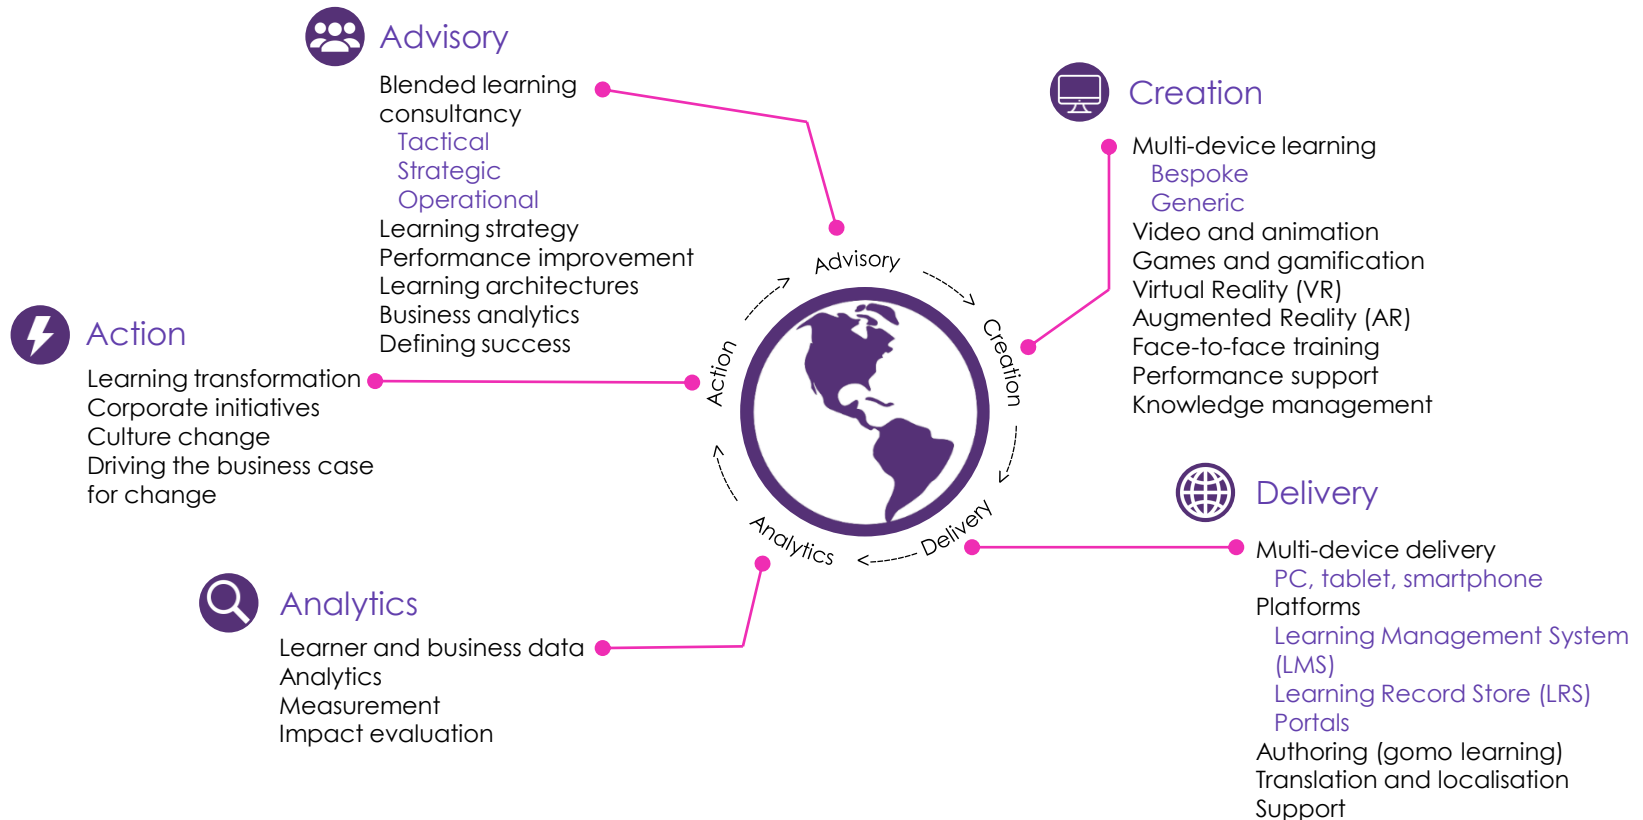 Advisory
Blended learning
consultancy
Tactical
Strategic
Operational
Learning strategy
Performance improvement
Learning architectures
Business analytics
Defining success
Creation
Multi-device learning
Bespoke
Generic
Video and animation
Games and gamification
Virtual Reality (VR)
Augmented Reality (AR)
Face-to-face training
Performance support
Knowledge management
Action
Learning transformation
Corporate initiatives
Culture change
Driving the business case
for change
Advisory
Creation
Delivery
Analytics
Action
Delivery
Multi-device delivery
PC, tablet, smartphone
Platforms
Learning Management System
(LMS)
Learning Record Store (LRS)
Portals
Authoring (gomo learning)
Translation and localisation
Support
Analytics
Learner and business data
Analytics
Measurement
Impact evaluation